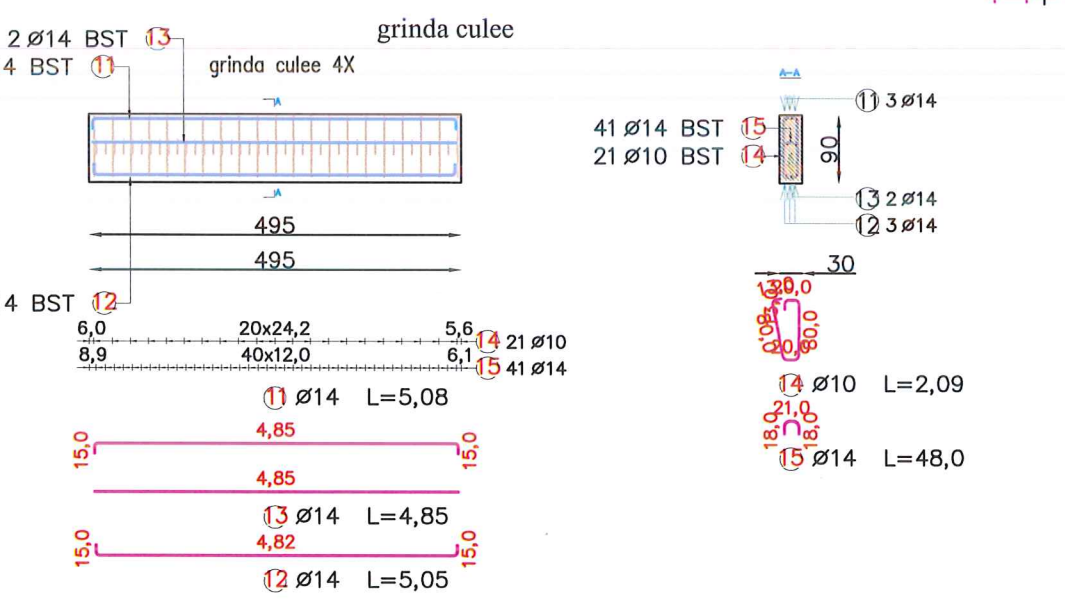 grinda culee
2 Ø14 BST 13
4 BST 11
grinda culee 4X
A
A
495
495
4 BST 12
6,0 20x24,2 5,6 14 21 Ø10
8,9 40x12,0 6,1 15 41 Ø14
11 Ø14 L=5,08
15,0 4,85 15,0
4,85
13 Ø14 L=4,85
15,0 4,82 15,0
12 Ø14 L=5,05
A-A
11 3Ø14
41 Ø14 BST 15
21 Ø10 BST 14
90
13 2 Ø14
12 3Ø14
30
80,0
14 Ø10 L=2,09
21,0
18,0 18,0
15 Ø14 L=48,0